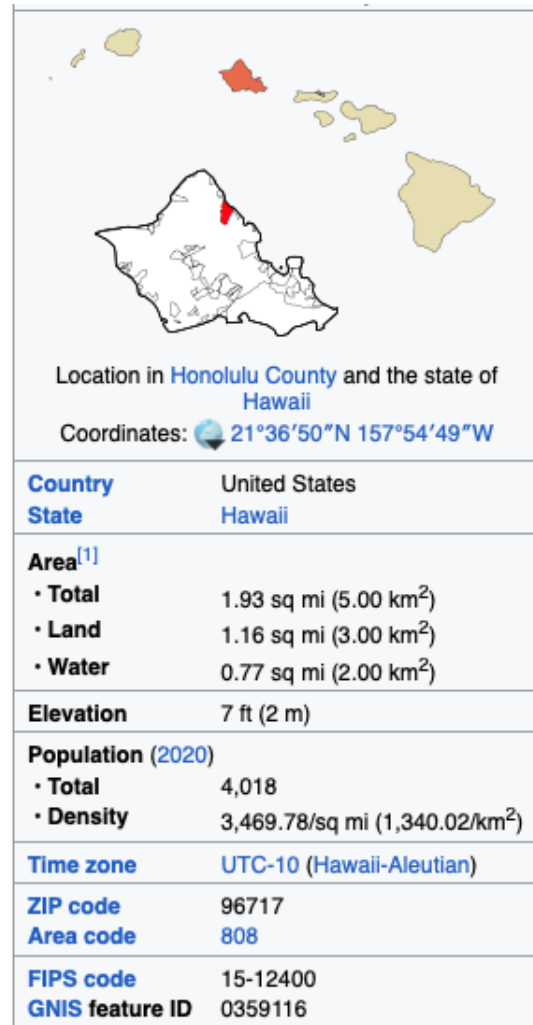 Location in Honolulu County and the state of
Hawaii
Coordinates: 21°36′50″N 157°54′49″W
Country United States
State Hawaii
Area[1]
• Total 1.93 sq mi (5.00 km2)
• Land 1.16 sq mi (3.00 km2)
• Water 0.77 sq mi (2.00 km2)
Elevation 7 ft (2 m)
Population (2020)
• Total 4,018
• Density 3,469.78/sq mi (1,340.02/km2)
Time zone UTC-10 (Hawaii-Aleutian)
ZIP code 96717
Area code 808
FIPS code 15-12400
GNIS feature ID 0359116